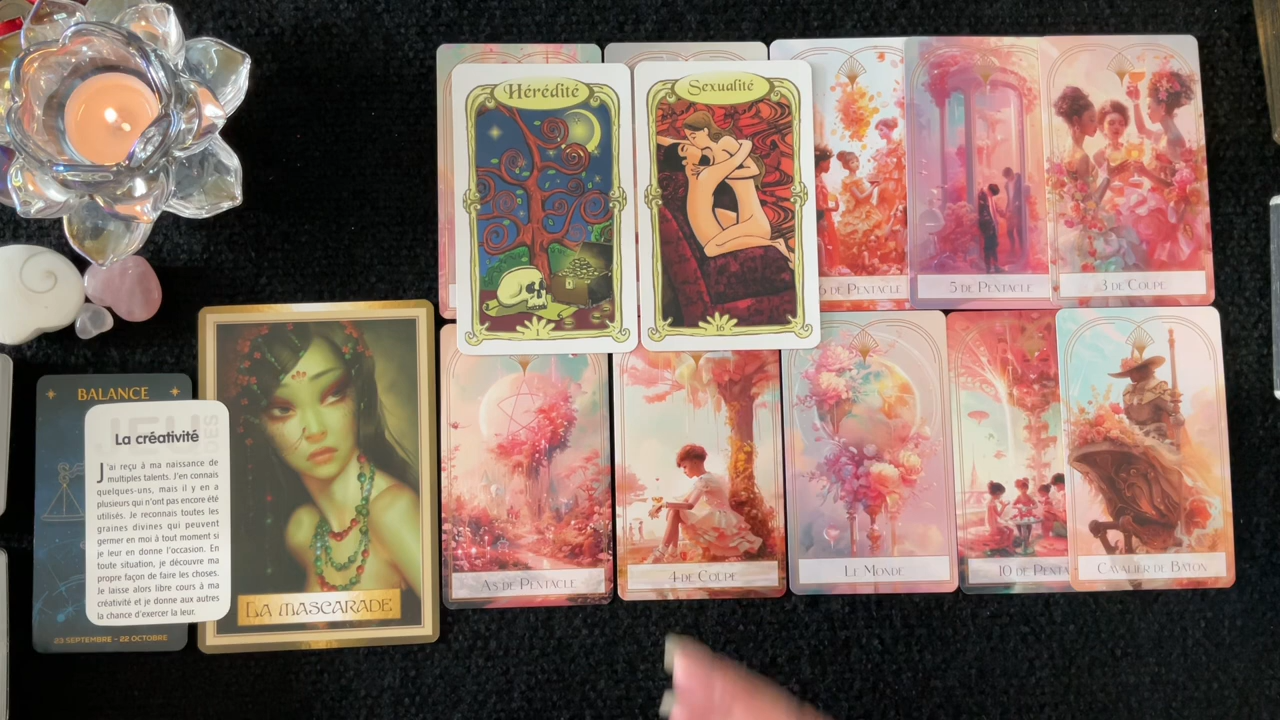 Hérédité
1
Sexualité
16
6 DE PENTACLE
5 DE PENTACLE
3 DE COUPE
BALANCE
La créativité
J'ai reçu à ma naissance de
multiples talents. J'en connais
quelques-uns, mais il y en a
plusieurs qui n'ont pas encore été
utilisés. Je reconnais toutes les
graines divines qui peuvent
germer en moi à tout moment si
je leur en donne l'occasion. En
toute situation, je découvre ma
propre façon de faire les choses.
Je laisse alors libre cours à ma
créativité et je donne aux autres
la chance d'exercer la leur.
23 SEPTEMBRE - 22 OCTOBRE
LA MASCARADE
AS DE PENTACLE
4 DE COUPE
LE MONDE
10 DE PENTA
CAVALIER DE BATON